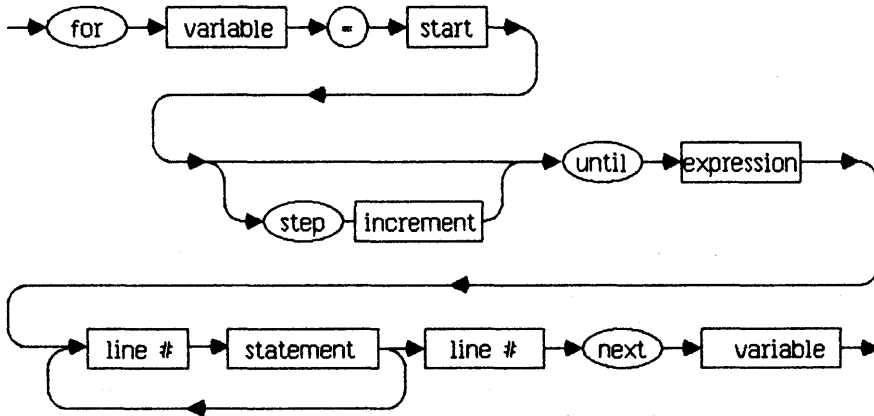 for variable = start
until expression
step increment
line # statement line # next variable